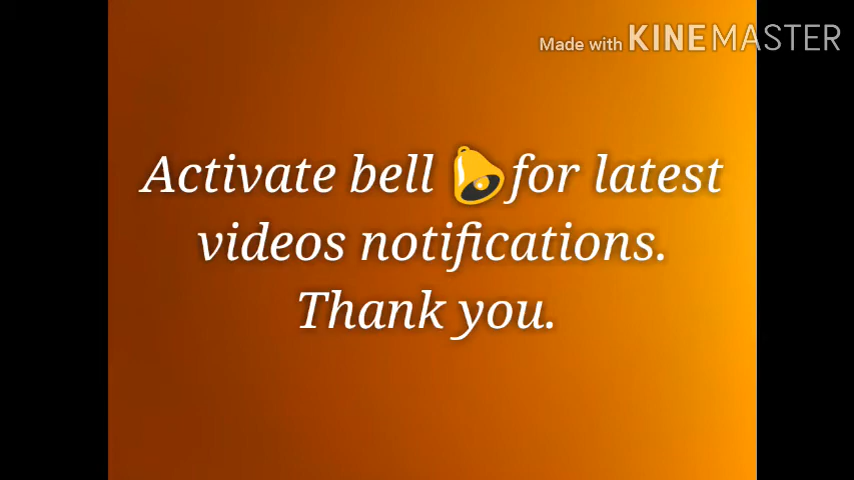 Made with KINEMASTER
Activate bell 🔔for latest
videos notifications.
Thank you.